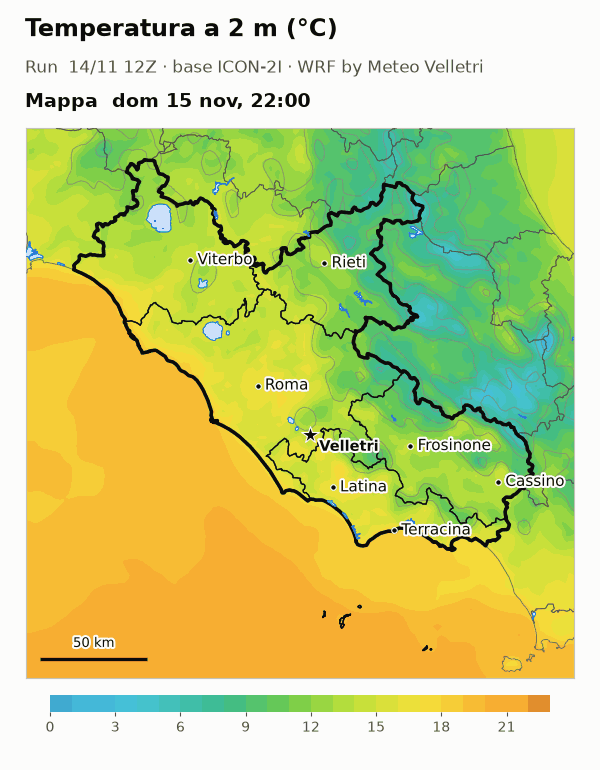 Temperatura a 2 m (°C)
Run  14/11 12Z · base ICON-2I · WRF by Meteo Velletri
Mappa  dom 15 nov, 22:00
Viterbo
Rieti
Roma
Velletri
Frosinone
Cassino
Latina
Terracina
50 km
0 3 6 9 12 15 18 21